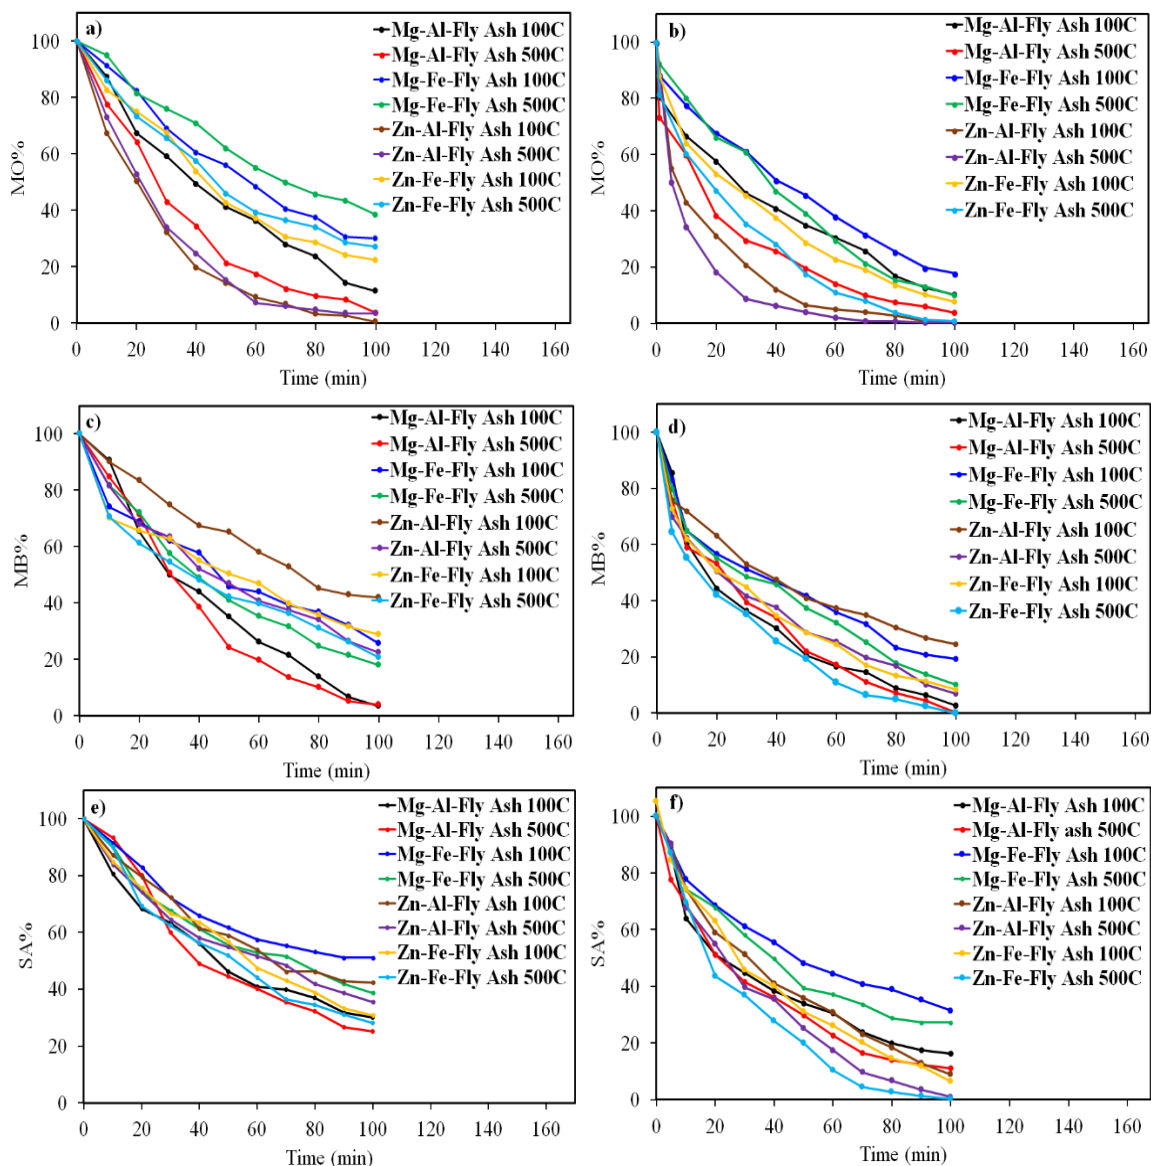 a)
Mg-Al-Fly Ash 100C
Mg-Al-Fly Ash 500C
Mg-Fe-Fly Ash 100C
Mg-Fe-Fly Ash 500C
Zn-Al-Fly Ash 100C
Zn-Al-Fly Ash 500C
Zn-Fe-Fly Ash 100C
Zn-Fe-Fly Ash 500C
MO%
100
80
60
40
20
0
0 20 40 60 80 100 120 140 160
Time (min)
b)
Mg-Al-Fly Ash 100C
Mg-Al-Fly Ash 500C
Mg-Fe-Fly Ash 100C
Mg-Fe-Fly Ash 500C
Zn-Al-Fly Ash 100C
Zn-Al-Fly Ash 500C
Zn-Fe-Fly Ash 100C
Zn-Fe-Fly Ash 500C
MO%
100
80
60
40
20
0
0 20 40 60 80 100 120 140 160
Time (min)
c)
Mg-Al-Fly Ash 100C
Mg-Al-Fly Ash 500C
Mg-Fe-Fly Ash 100C
Mg-Fe-Fly Ash 500C
Zn-Al-Fly Ash 100C
Zn-Al-Fly Ash 500C
Zn-Fe-Fly Ash 100C
Zn-Fe-Fly Ash 500C
MB%
100
80
60
40
20
0
0 20 40 60 80 100 120 140 160
Time (min)
d)
Mg-Al-Fly Ash 100C
Mg-Al-Fly Ash 500C
Mg-Fe-Fly Ash 100C
Mg-Fe-Fly Ash 500C
Zn-Al-Fly Ash 100C
Zn-Al-Fly Ash 500C
Zn-Fe-Fly Ash 100C
Zn-Fe-Fly Ash 500C
MB%
100
80
60
40
20
0
0 20 40 60 80 100 120 140 160
Time (min)
e)
Mg-Al-Fly Ash 100C
Mg-Al-Fly Ash 500C
Mg-Fe-Fly Ash 100C
Mg-Fe-Fly Ash 500C
Zn-Al-Fly Ash 100C
Zn-Al-Fly Ash 500C
Zn-Fe-Fly Ash 100C
Zn-Fe-Fly Ash 500C
SA%
100
80
60
40
20
0
0 20 40 60 80 100 120 140 160
Time (min)
f)
Mg-Al-Fly Ash 100C
Mg-Al-Fly ash 500C
Mg-Fe-Fly Ash 100C
Mg-Fe-Fly Ash 500C
Zn-Al-Fly Ash 100C
Zn-Al-Fly Ash 500C
Zn-Fe-Fly Ash 100C
Zn-Fe-Fly Ash 500C
SA%
100
80
60
40
20
0
0 20 40 60 80 100 120 140 160
Time (min)